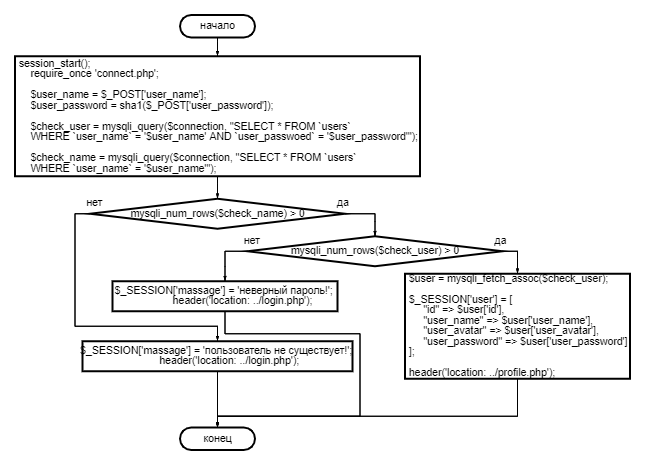 начало
session_start();
require_once 'connect.php';
$user_name = $_POST['user_name'];
$user_password = sha1($_POST['user_password']);
$check_user = mysqli_query($connection, "SELECT * FROM `users`
WHERE `user_name` = '$user_name' AND `user_passwoed` = '$user_password'");
$check_name = mysqli_query($connection, "SELECT * FROM `users`
WHERE `user_name` = '$user_name'");
нет
mysqli_num_rows($check_name) > 0
да
нет
mysqli_num_rows($check_user) > 0
да
$_SESSION['massage'] = 'неверный пароль!';
header('location: ../login.php');
$user = mysqli_fetch_assoc($check_user);
$_SESSION['user'] = [
"id" => $user['id'],
"user_name" => $user['user_name'],
"user_avatar" => $user['user_avatar'],
"user_password" => $user['user_password']
];
header('location: ../profile.php');
$_SESSION['massage'] = 'пользователь не существует!';
header('location: ../login.php');
конец